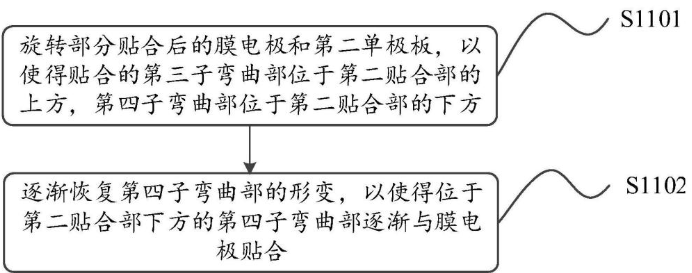 旋转部分贴合后的膜电极和第二单极板，以
使得贴合的第三子弯曲部位于第二贴合部的
上方，第四子弯曲部位于第二贴合部的下方
S1101
逐渐恢复第四子弯曲部的形变，以使得位于
第二贴合部下方的第四子弯曲部逐渐与膜电
极贴合
S1102